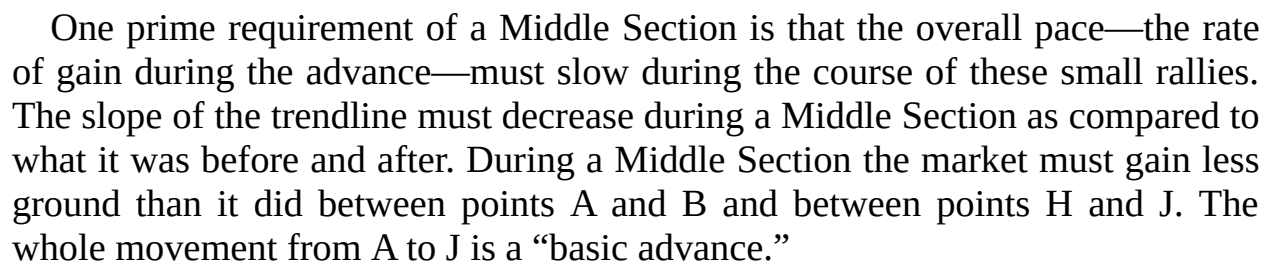 One prime requirement of a Middle Section is that the overall pace—the rate
of gain during the advance—must slow during the course of these small rallies.
The slope of the trendline must decrease during a Middle Section as compared to
what it was before and after. During a Middle Section the market must gain less
ground than it did between points A and B and between points H and J. The
whole movement from A to J is a “basic advance.”